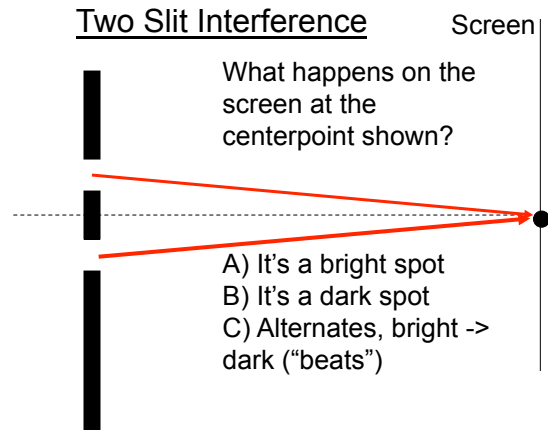 Two Slit Interference
Screen
What happens on the
screen at the
centerpoint shown?
A) It’s a bright spot
B) It’s a dark spot
C) Alternates, bright ->
dark (“beats”)